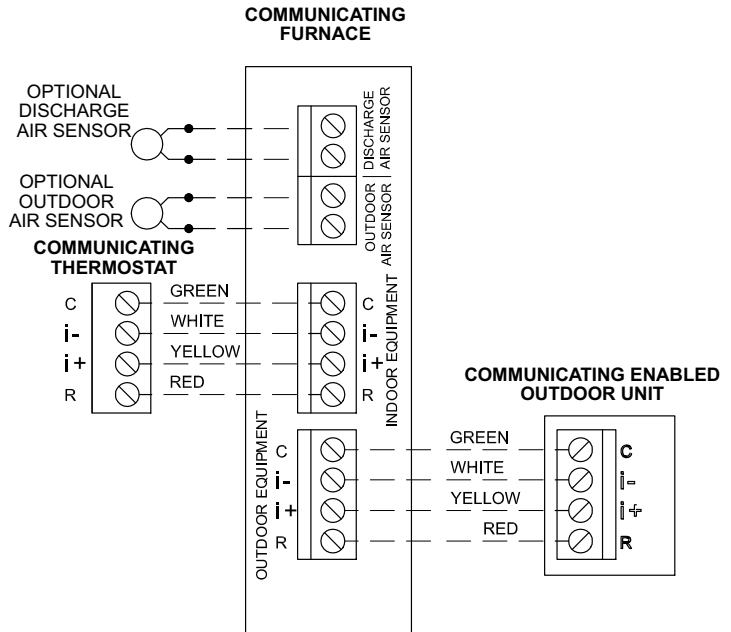 COMMUNICATING
FURNACE
OPTIONAL
DISCHARGE
AIR SENSOR
DISCHARGE
AIR SENSOR
OPTIONAL
OUTDOOR
AIR SENSOR
OUTDOOR
AIR SENSOR
COMMUNICATING
THERMOSTAT
C GREEN C
i- WHITE i-
i+ YELLOW i+
R RED R
INDOOR EQUIPMENT
COMMUNICATING ENABLED
OUTDOOR UNIT
OUTDOOR EQUIPMENT
C GREEN C
i- WHITE i-
i+ YELLOW i+
R RED R